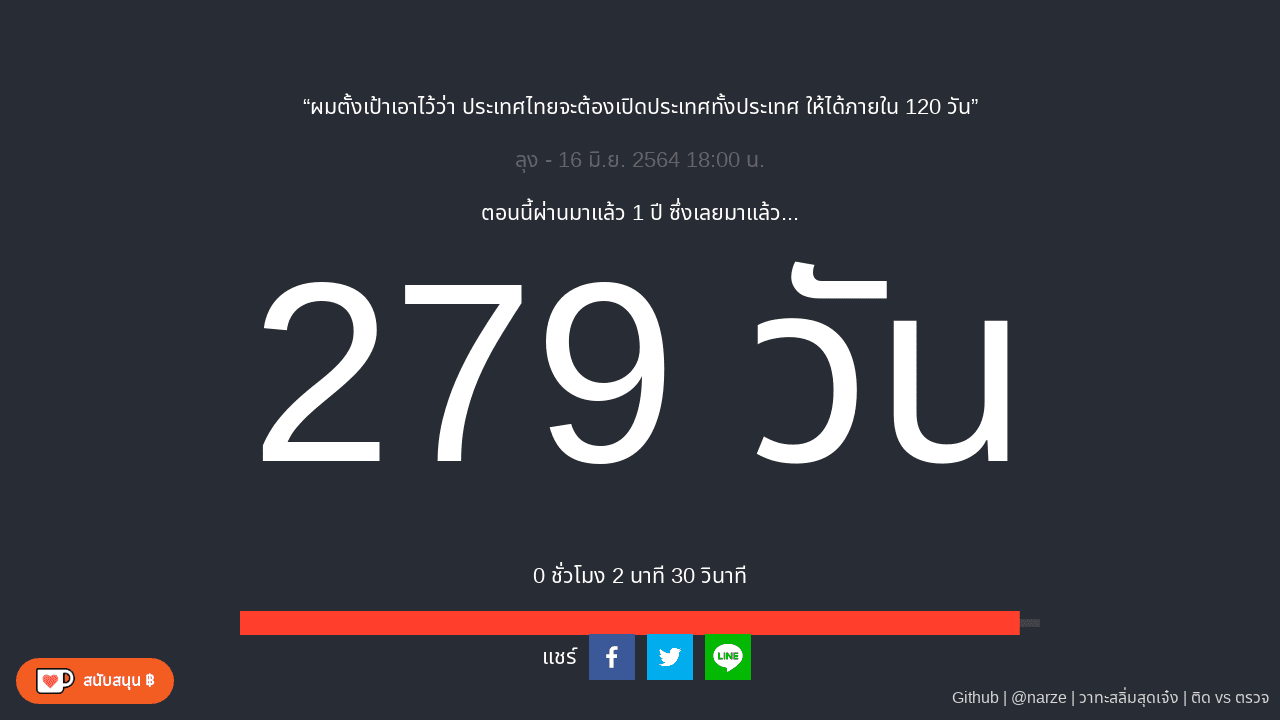 “ผมตั้งเป้าเอาไว้ว่า ประเทศไทยจะต้องเปิดประเทศทั้งประเทศ ให้ได้ภายใน 120 วัน”
ลุง - 16 มิ.ย. 2564 18:00 น.
ตอนนี้ผ่านมาแล้ว 1 ปี ซึ่งเลยมาแล้ว...
279 วัน
0 ชั่วโมง 2 นาที 30 วินาที
แชร์
LINE
สนับสนุน ฿
Github | @narze | วาทะสลิ่มสุดเจ๋ง | ติด vs ตรวจ